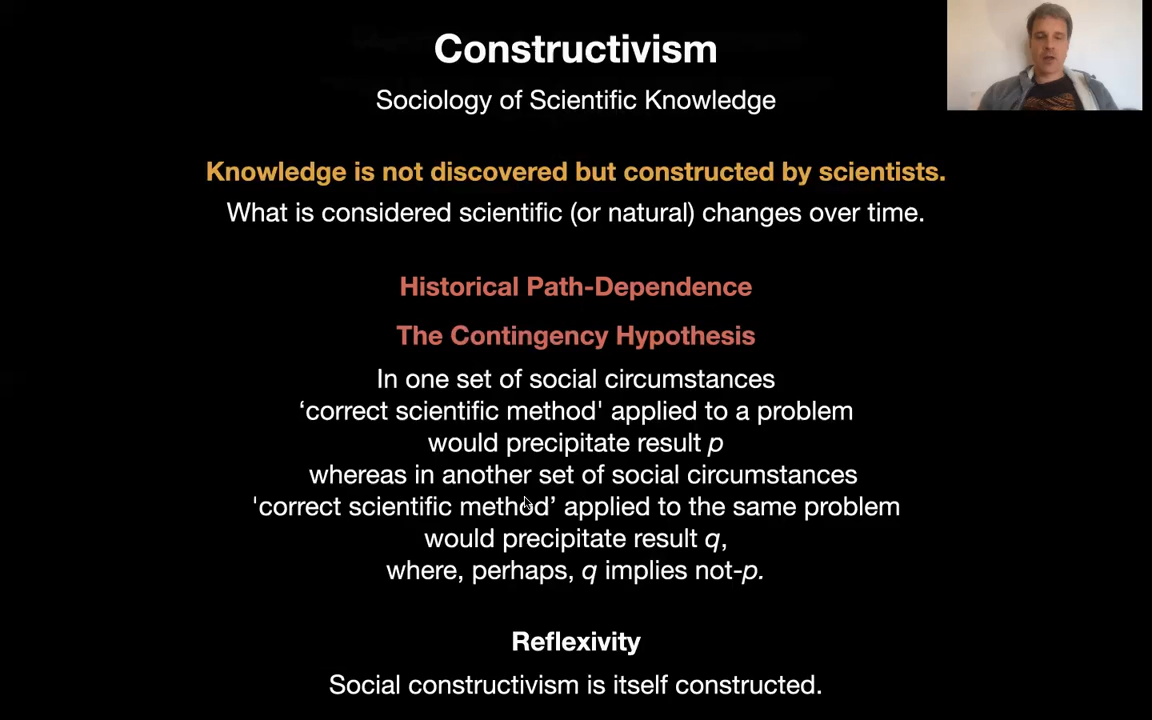 Constructivism
Sociology of Scientific Knowledge
Knowledge is not discovered but constructed by scientists.
What is considered scientific (or natural) changes over time.
Historical Path-Dependence
The Contingency Hypothesis
In one set of social circumstances
‘correct scientific method' applied to a problem
would precipitate result p
whereas in another set of social circumstances
'correct scientific method’ applied to the same problem
would precipitate result q,
where, perhaps, q implies not-p.
Reflexivity
Social constructivism is itself constructed.